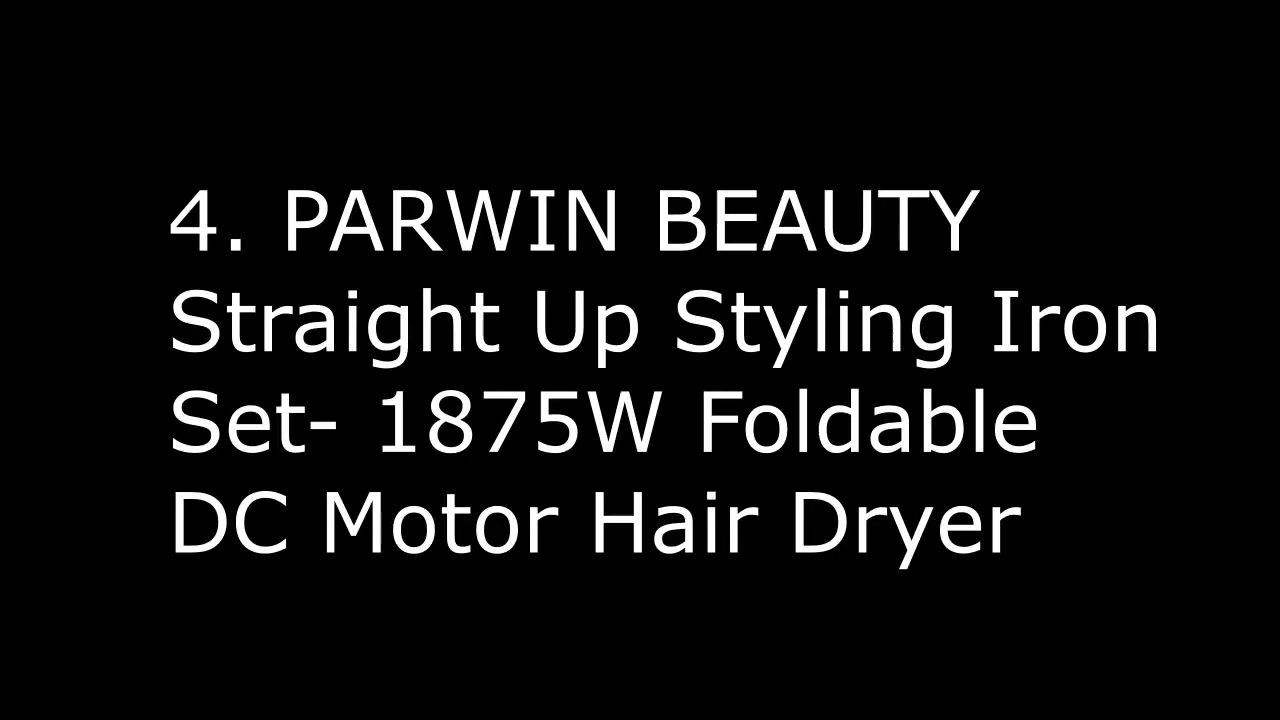 4. PARWIN BEAUTY
Straight Up Styling Iron
Set- 1875W Foldable
DC Motor Hair Dryer